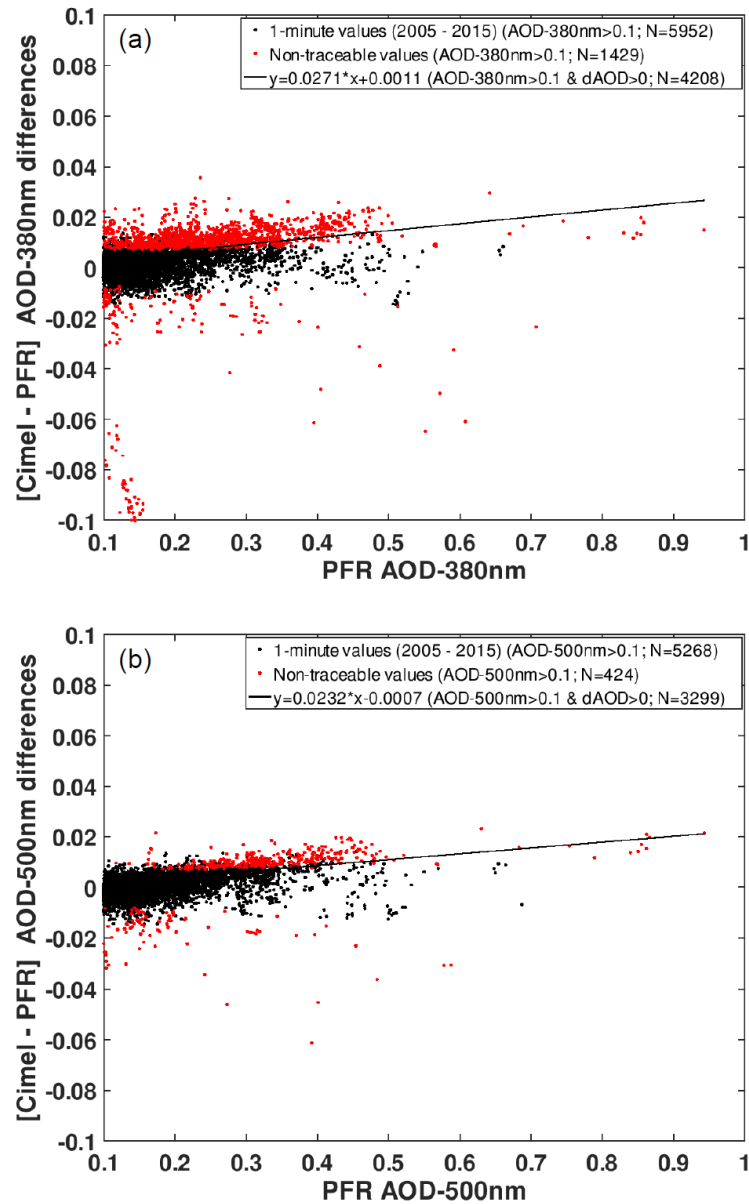 (a)
1-minute values (2005 - 2015) (AOD-380nm>0.1; N=5952)
Non-traceable values (AOD-380nm>0.1; N=1429)
y=0.0271*x+0.0011 (AOD-380nm>0.1 & dAOD>0; N=4208)
[Cimel - PFR] AOD-380nm differences
0.1
0.08
0.06
0.04
0.02
0
-0.02
-0.04
-0.06
-0.08
-0.1
0.1 0.2 0.3 0.4 0.5 0.6 0.7 0.8 0.9 1
PFR AOD-380nm
(b)
1-minute values (2005 - 2015) (AOD-500nm>0.1; N=5268)
Non-traceable values (AOD-500nm>0.1; N=424)
y=0.0232*x-0.0007 (AOD-500nm>0.1 & dAOD>0; N=3299)
[Cimel - PFR] AOD-500nm differences
0.1
0.08
0.06
0.04
0.02
0
-0.02
-0.04
-0.06
-0.08
-0.1
0.1 0.2 0.3 0.4 0.5 0.6 0.7 0.8 0.9 1
PFR AOD-500nm